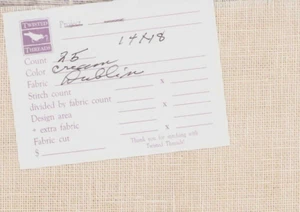 TWISTED
THREADS
Project
14x18
Count 25
Color cream
Fabric Dublin
Stitch count x
divided by fabric count
Design area x
+ extra fabric
Fabric cut x
$
Thank you for stitching with
Twisted Threads!